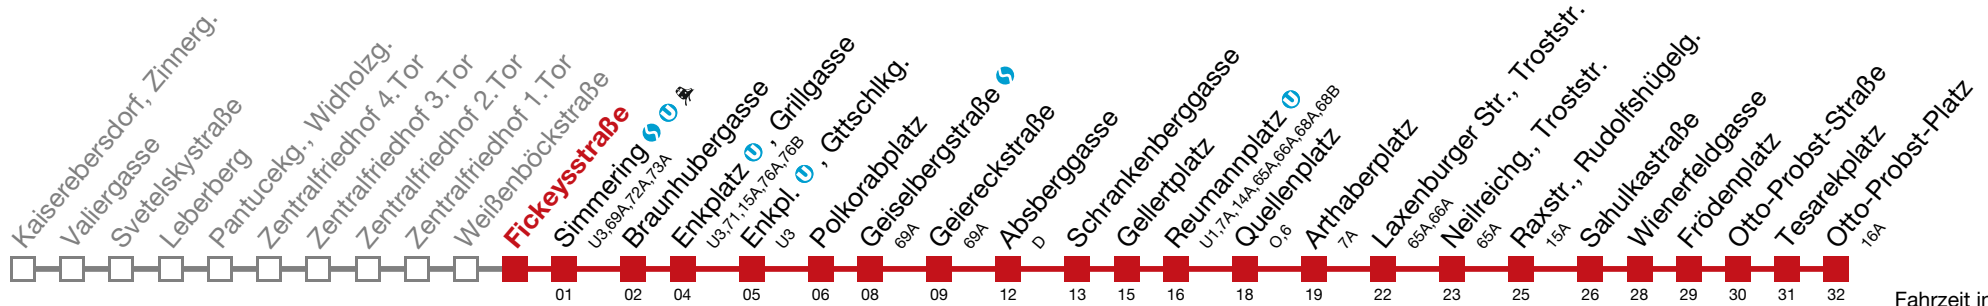 Kaiserebersdorf, Zinnerg.
Valiergasse
Svetelskystraße
Leberberg
Pantucekg., Widholzg.
Zentralfriedhof 4.Tor
Zentralfriedhof 3.Tor
Zentralfriedhof 2.Tor
Zentralfriedhof 1.Tor
Weißenböckstraße
Fickeysstraße
Simmering S U
U3,69A,72A,73A
01
Braunhubergasse
02
Enkplatz U , Grillgasse
U3,71,15A,76A,76B
04
Enkpl. U , Gttschlkg.
U3
05
Polkorabplatz
06
Geiselbergstraße S
69A
08
Geiereckstraße
69A
09
Absberggasse
D
12
Schrankenberggasse
13
Gellertplatz
15
Reumannplatz U
U1,7A,14A,65A,66A,68A,68B
16
Quellenplatz
O,6
18
Arthaberplatz
7A
19
Laxenburger Str., Troststr.
65A,66A
22
Neilreichg., Troststr.
65A
23
Raxstr., Rudolfshügelg.
15A
25
Sahulkastraße
26
Wienerfeldgasse
28
Frödenplatz
29
Otto-Probst-Straße
30
Tesarekplatz
31
Otto-Probst-Platz
16A
32
Fahrzeit in